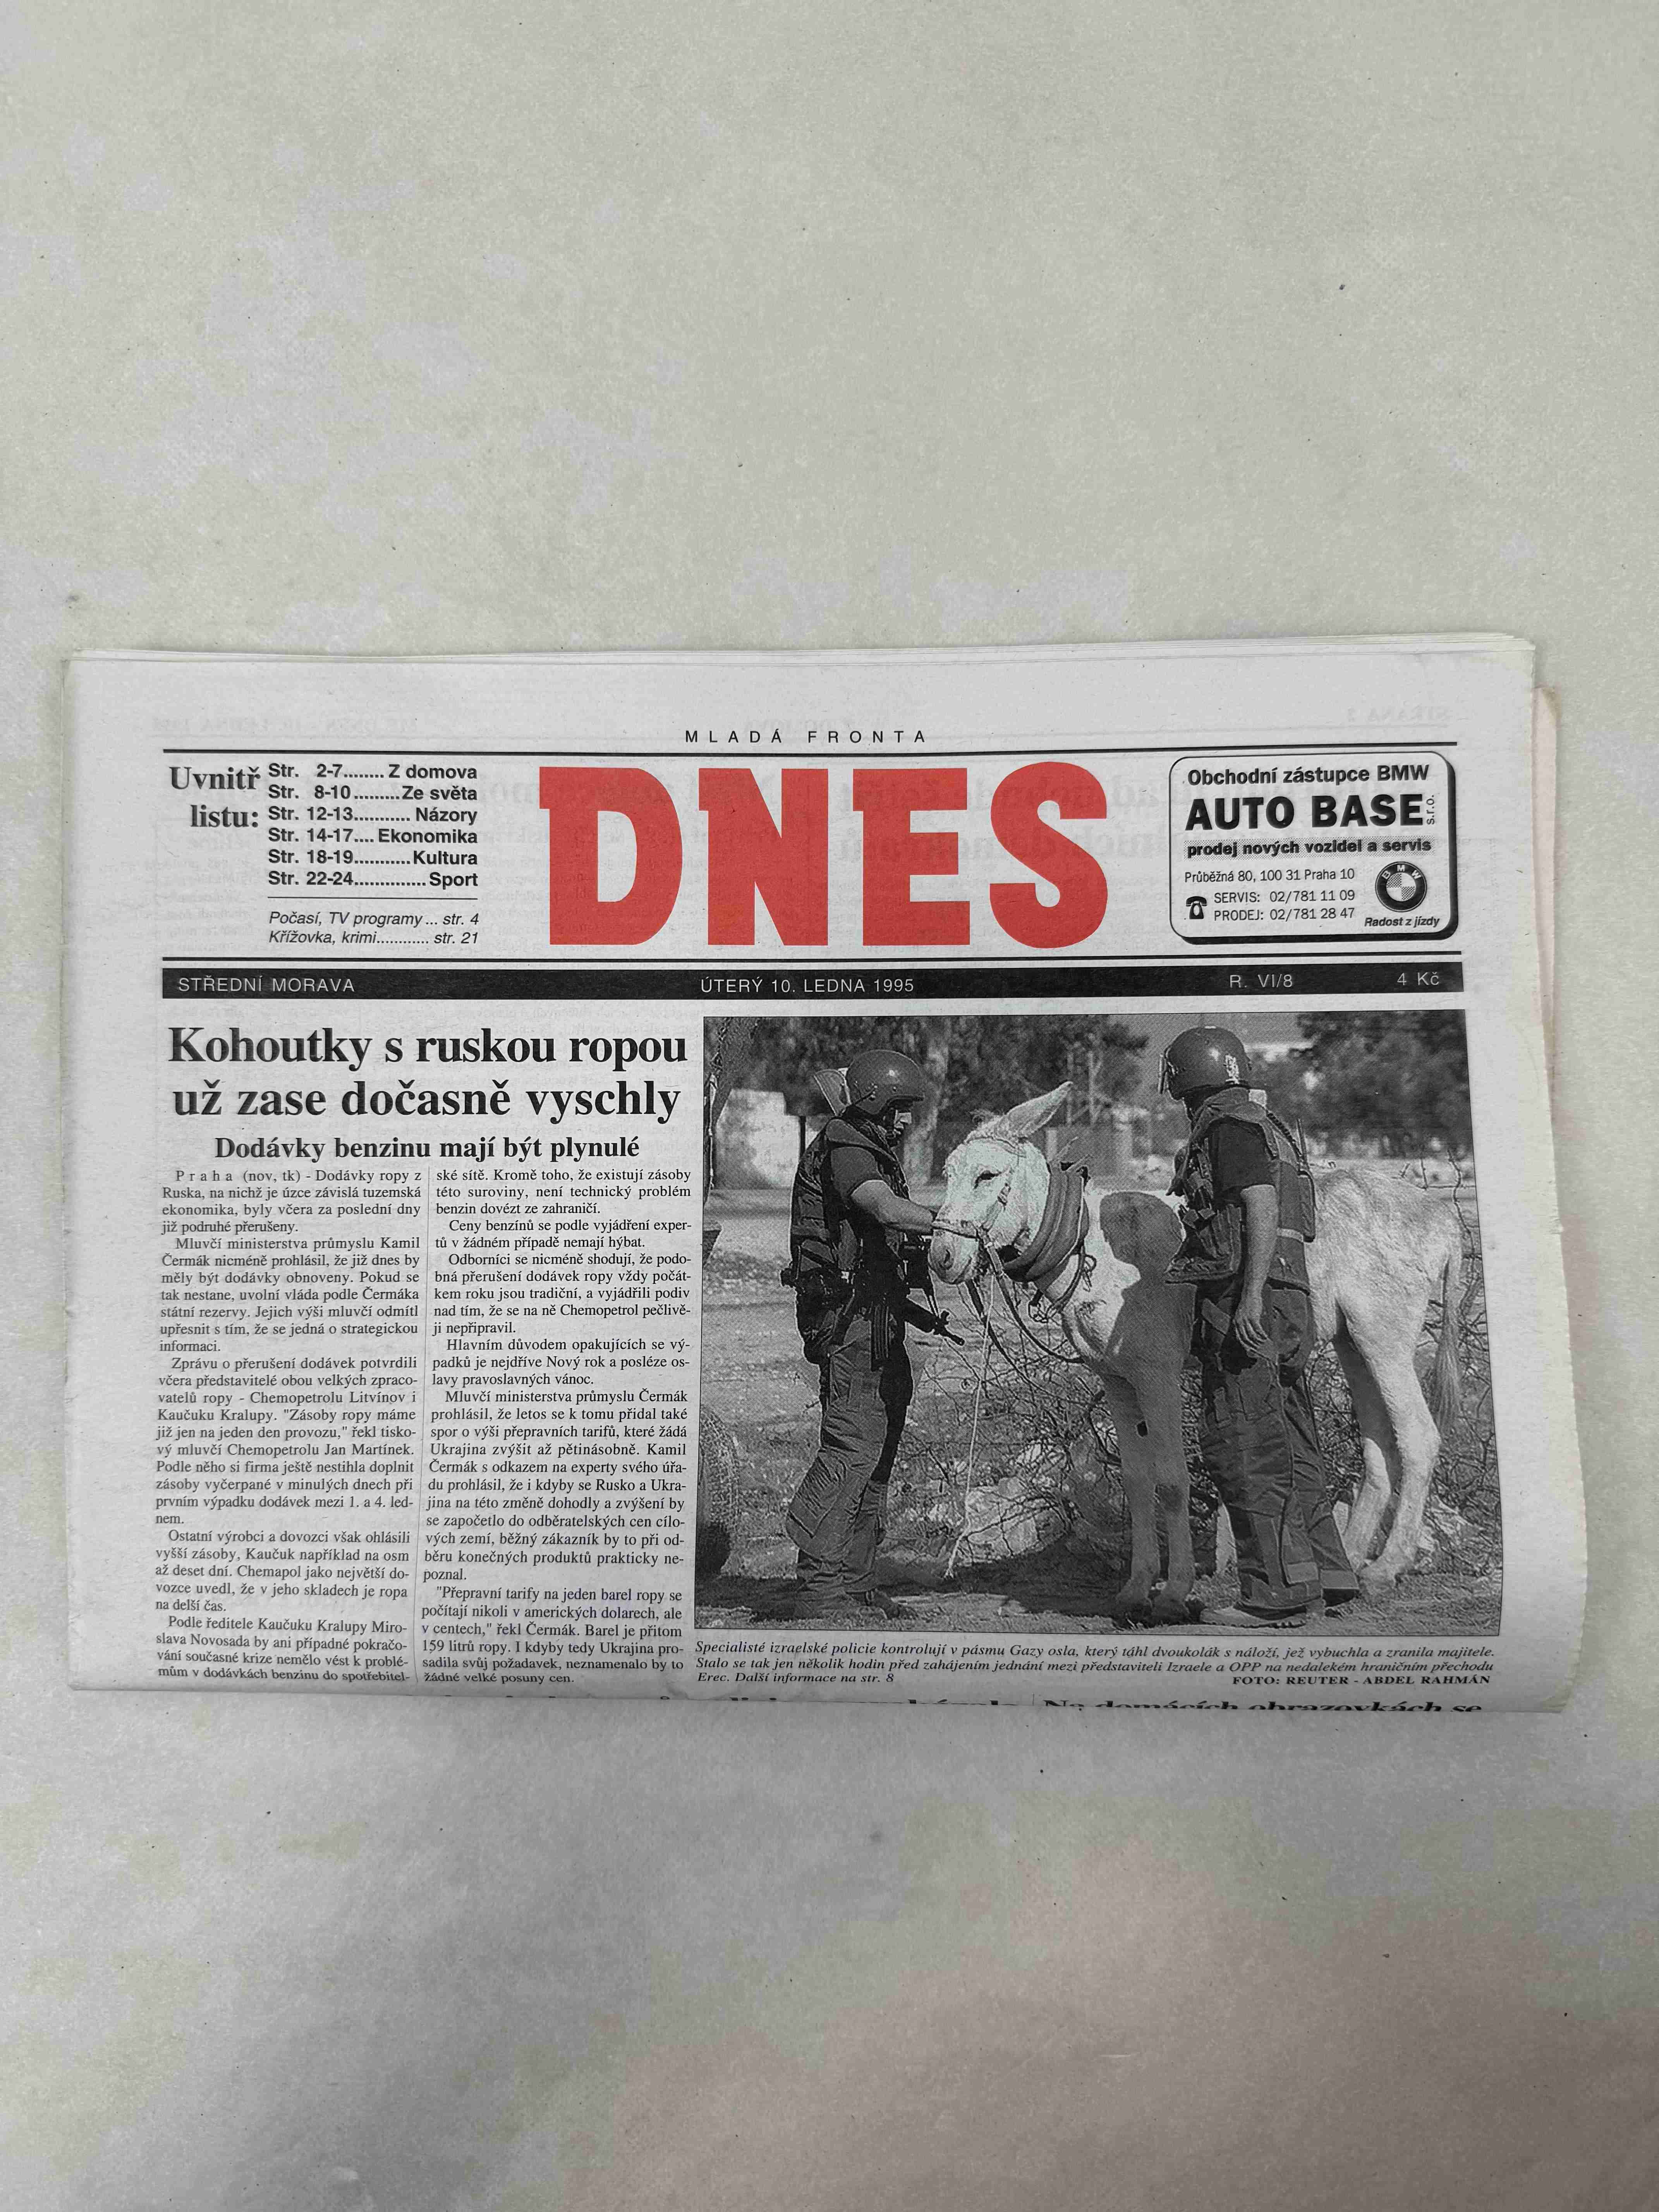 MLADÁ FRONTA
Uvnitř
listu:
Str. 2-7........ Z domova
Str. 8-10.........Ze světa
Str. 12-13........... Názory
Str. 14-17.... Ekonomika
Str. 18-19...........Kultura
Str. 22-24.............. Sport
Počasí, TV programy ... str. 4
Křížovka, krimi............ str. 21
DNES
Obchodní zástupce BMW
AUTO BASE s.r.o.
prodej nových vozidel a servis
Průběžná 80, 100 31 Praha 10
SERVIS: 02/781 11 09
PRODEJ: 02/781 28 47
BMW
Radost z jízdy
STŘEDNÍ MORAVA ÚTERÝ 10. LEDNA 1995 R. VI/8 4 Kč
Kohoutky s ruskou ropou
už zase dočasně vyschly
Dodávky benzinu mají být plynulé
Praha (nov, tk) - Dodávky ropy z
Ruska, na nichž je úzce závislá tuzemská
ekonomika, byly včera za poslední dny
již podruhé přerušeny.
Mluvčí ministerstva průmyslu Kamil
Čermák nicméně prohlásil, že již dnes by
měly být dodávky obnoveny. Pokud se
tak nestane, uvolní vláda podle Čermáka
státní rezervy. Jejich výši mluvčí odmítl
upřesnit s tím, že se jedná o strategickou
informaci.
Zprávu o přerušení dodávek potvrdili
včera představitelé obou velkých zpraco-
vatelů ropy - Chemopetrolu Litvínov i
Kaučuku Kralupy. "Zásoby ropy máme
již jen na jeden den provozu," řekl tisko-
vý mluvčí Chemopetrolu Jan Martínek.
Podle něho si firma ještě nestihla doplnit
zásoby vyčerpané v minulých dnech při
prvním výpadku dodávek mezi 1. a 4. led-
nem.
Ostatní výrobci a dovozci však ohlásili
vyšší zásoby, Kaučuk například na osm
až deset dní. Chemapol jako největší do-
vozce uvedl, že v jeho skladech je ropa
na delší čas.
Podle ředitele Kaučuku Kralupy Miro-
slava Novosada by ani případné pokračo-
vání současné krize nemělo vést k problé-
mům v dodávkách benzinu do spotřebitel-
ské sítě. Kromě toho, že existují zásoby
této suroviny, není technický problém
benzin dovézt ze zahraničí.
Ceny benzínů se podle vyjádření exper-
tů v žádném případě nemají hýbat.
Odborníci se nicméně shodují, že podo-
bná přerušení dodávek ropy vždy počát-
kem roku jsou tradiční, a vyjádřili podiv
nad tím, že se na ně Chemopetrol pečlivě-
ji nepřipravil.
Hlavním důvodem opakujících se vý-
padků je nejdříve Nový rok a posléze os-
lavy pravoslavných vánoc.
Mluvčí ministerstva průmyslu Čermák
prohlásil, že letos se k tomu přidal také
spor o výši přepravních tarifů, které žádá
Ukrajina zvýšit až pětinásobně. Kamil
Čermák s odkazem na experty svého úřa-
du prohlásil, že i kdyby se Rusko a Ukra-
jina na této změně dohodly a zvýšení by
se započetlo do odběratelských cen cílo-
vých zemí, běžný zákazník by to při od-
běru konečných produktů prakticky ne-
poznal.
"Přepravní tarify na jeden barel ropy se
počítají nikoli v amerických dolarech, ale
v centech," řekl Čermák. Barel je přitom
159 litrů ropy. I kdyby tedy Ukrajina pro-
sadila svůj požadavek, neznamenalo by to
žádné velké posuny cen.
Specialisté izraelské policie kontrolují v pásmu Gazy osla, který táhl dvoukolák s náloží, jež vybuchla a zranila majitele.
Stalo se tak jen několik hodin před zahájením jednání mezi představiteli Izraele a OPP na nedalekém hraničním přechodu
Erec. Další informace na str. 8 FOTO: REUTER - ABDEL RAHMÁN
Na domácích obrazovkách se